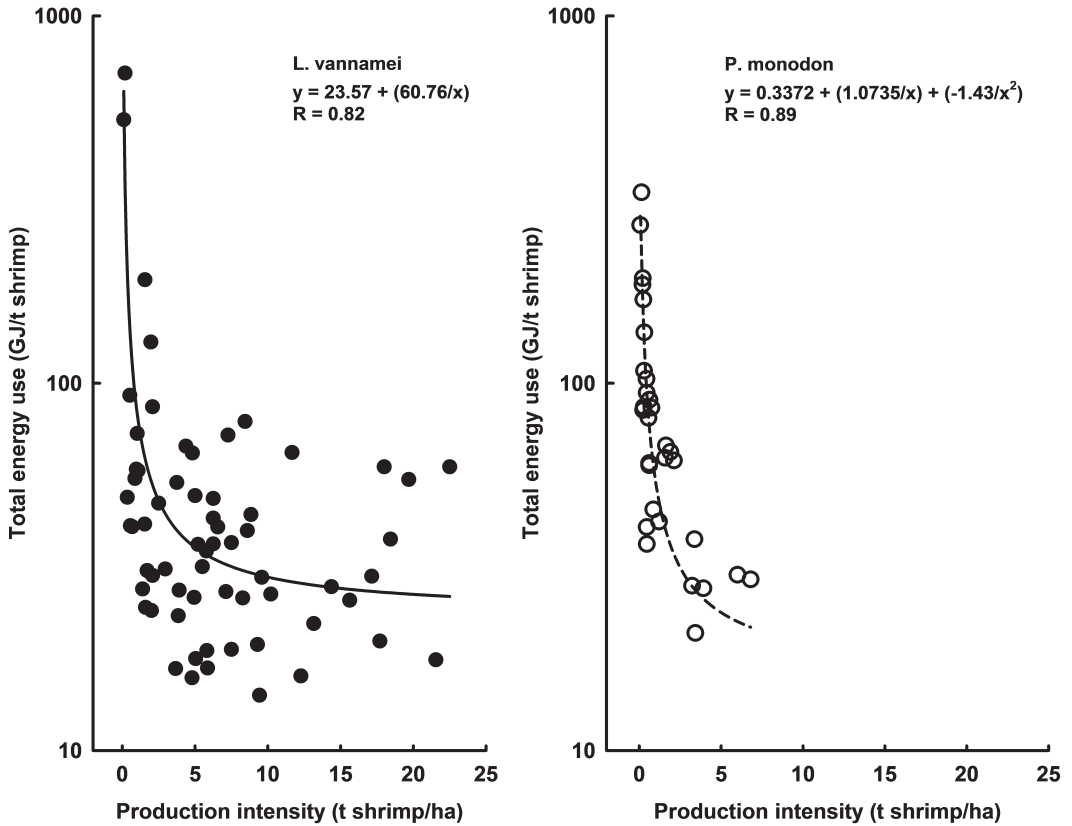 1000
100
10
Total energy use (GJ/t shrimp)
L. vannamei
y = 23.57 + (60.76/x)
R = 0.82
0 5 10 15 20 25
Production intensity (t shrimp/ha)
1000
100
10
Total energy use (GJ/t shrimp)
P. monodon
y = 0.3372 + (1.0735/x) + (-1.43/x²)
R = 0.89
0 5 10 15 20 25
Production intensity (t shrimp/ha)